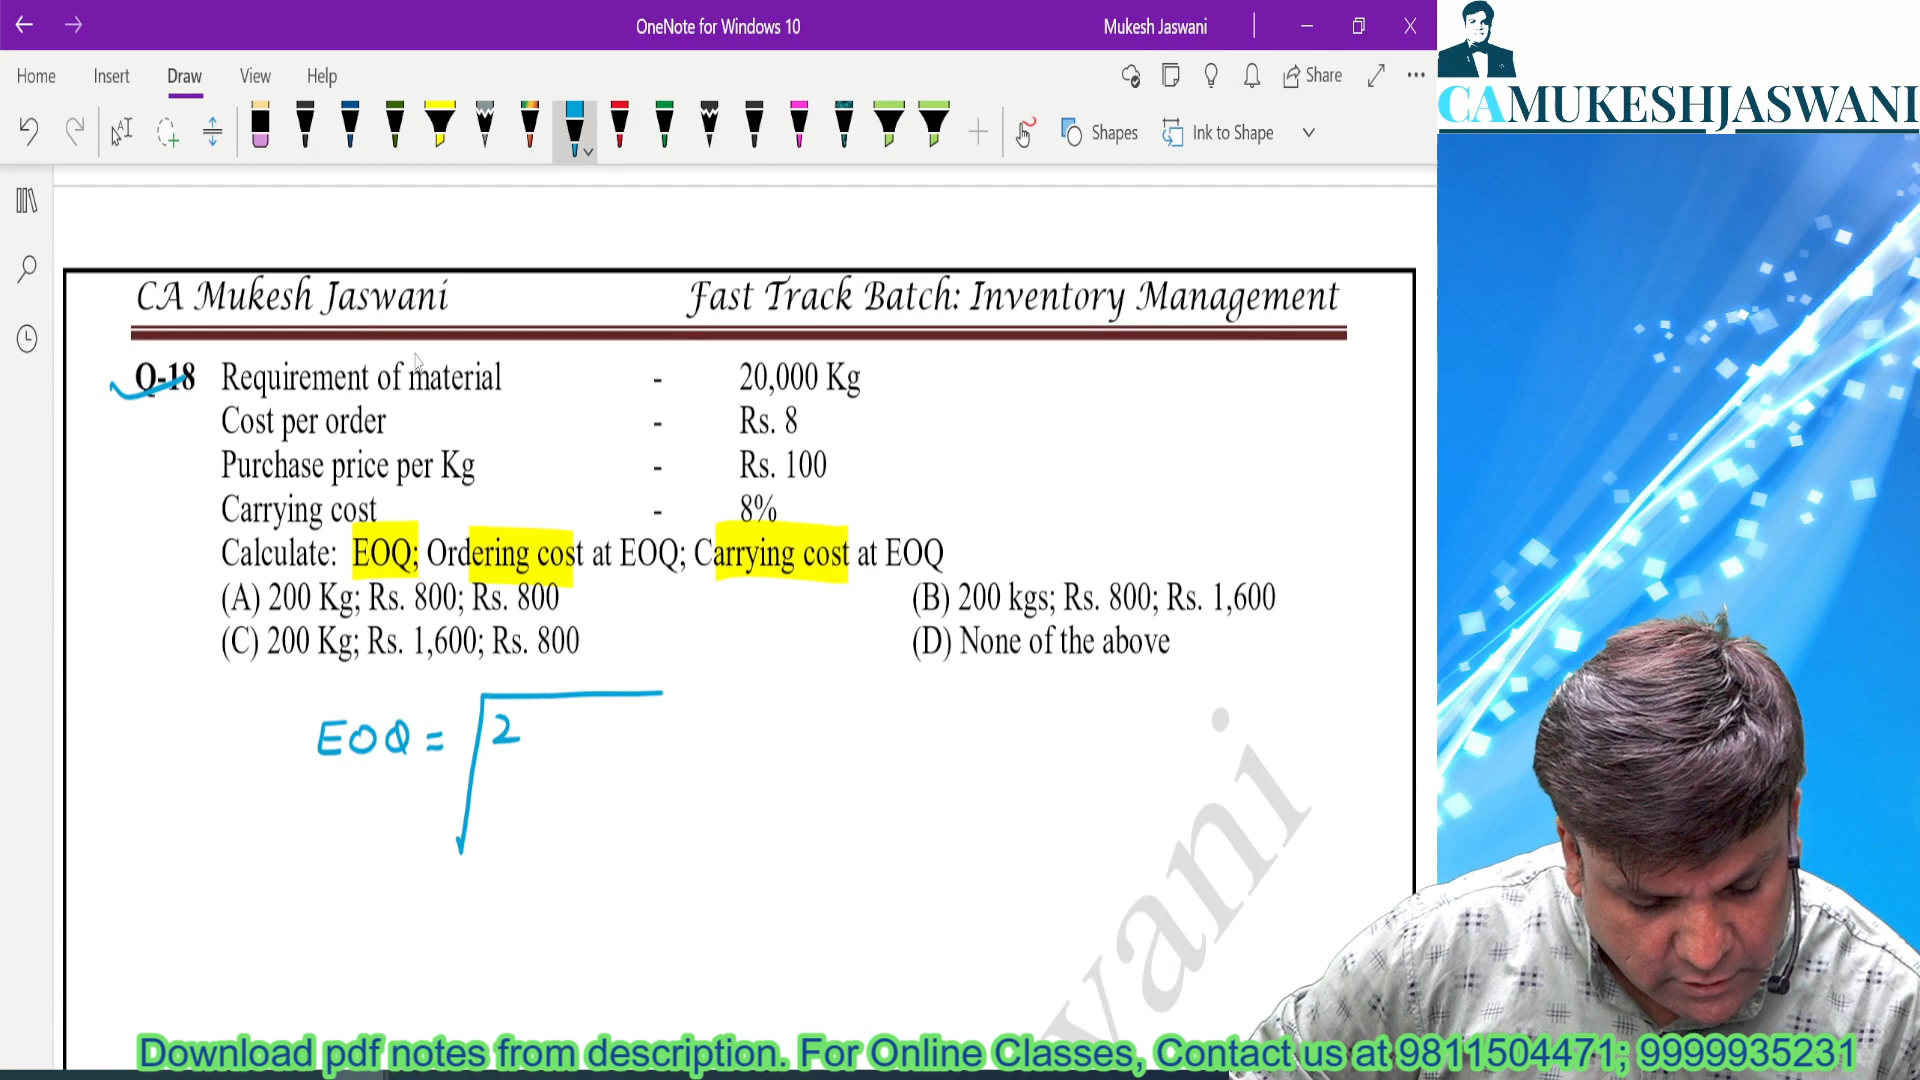 OneNote for Windows 10
Mukesh Jaswani
Home Insert Draw View Help
Share
Shapes Ink to Shape
CAMUKESHJASWANI
CA Mukesh Jaswani Fast Track Batch: Inventory Management
Q-18 Requirement of material - 20,000 Kg
Cost per order - Rs. 8
Purchase price per Kg - Rs. 100
Carrying cost - 8%
Calculate: EOQ; Ordering cost at EOQ; Carrying cost at EOQ
(A) 200 Kg; Rs. 800; Rs. 800 (B) 200 kgs; Rs. 800; Rs. 1,600
(C) 200 Kg; Rs. 1,600; Rs. 800 (D) None of the above
EOQ = √2
vani
Download pdf notes from description. For Online Classes, Contact us at 9811504471; 9999935231